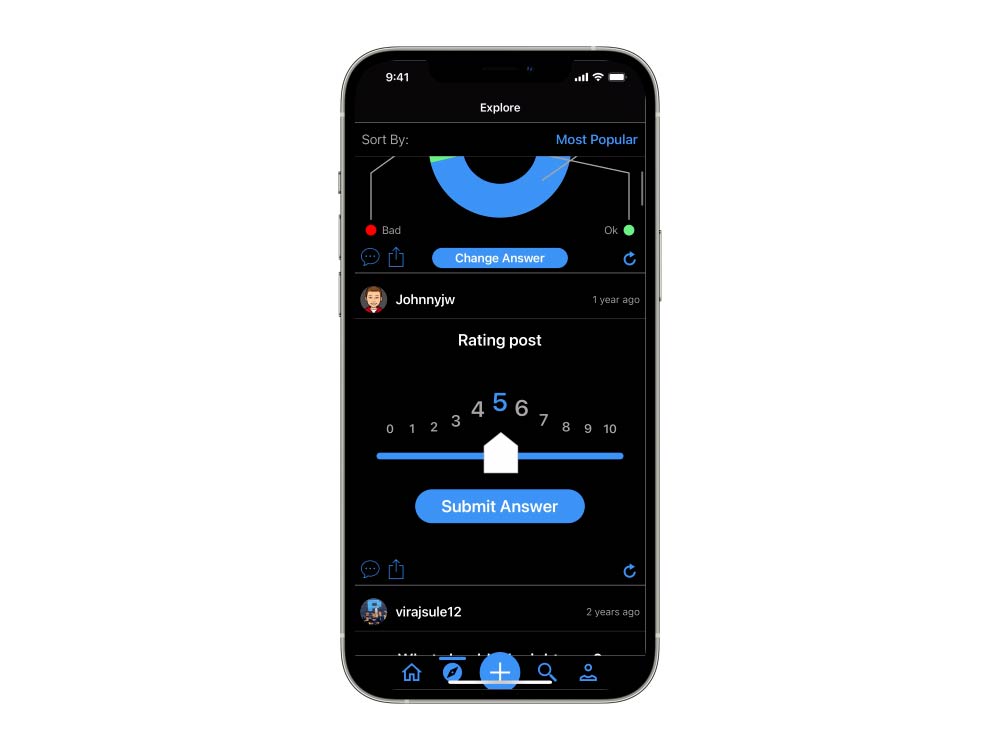 9:41
Explore
Sort By: Most Popular
Bad Ok
Change Answer
Johnnyjw 1 year ago
Rating post
0 1 2 3 4 5 6 7 8 9 10
Submit Answer
virajsule12 2 years ago